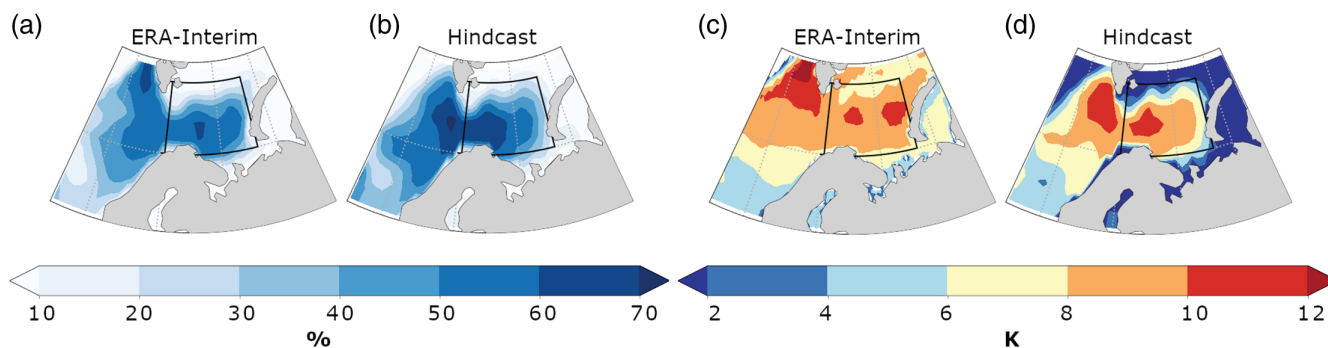 (a) ERA-Interim
(b) Hindcast
(c) ERA-Interim
(d) Hindcast
10 20 30 40 50 60 70
%
2 4 6 8 10 12
K